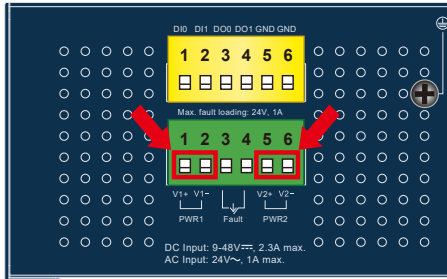 DI0 DI1 DO0 DO1 GND GND
1 2 3 4 5 6
Max. fault loading: 24V, 1A
1 2 3 4 5 6
V1+ V1- V2+ V2-
PWR1 Fault PWR2
DC Input: 9-48V⎓, 2.3A max.
AC Input: 24V~, 1A max.